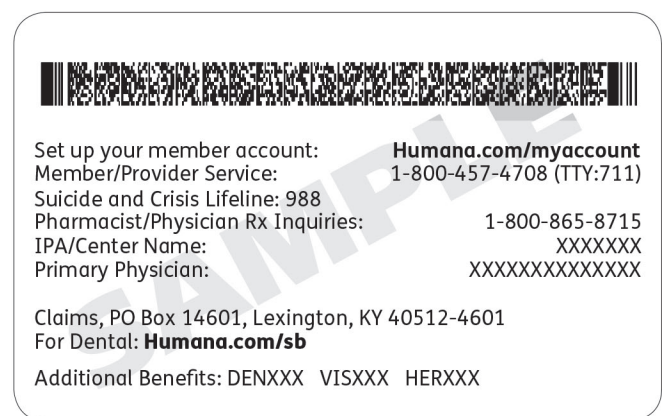 Set up your member account: Humana.com/myaccount
Member/Provider Service: 1-800-457-4708 (TTY:711)
Suicide and Crisis Lifeline: 988
Pharmacist/Physician Rx Inquiries: 1-800-865-8715
IPA/Center Name: XXXXXXX
Primary Physician: XXXXXXXXXXXXXX
Claims, PO Box 14601, Lexington, KY 40512-4601
For Dental: Humana.com/sb
Additional Benefits: DENXXX VISXXX HERXXX
SAMPLE